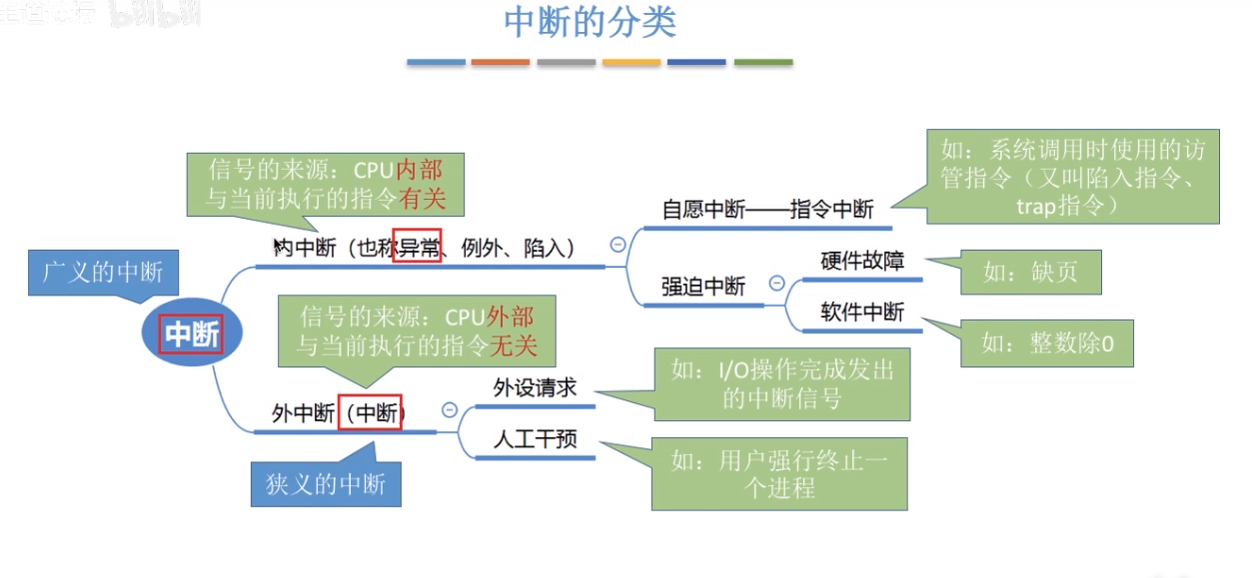 bilibili
中断的分类
信号的来源：CPU内部
与当前执行的指令有关
如：系统调用时使用的访
管指令（又叫陷入指令、
trap指令）
自愿中断——指令中断
内中断（也称异常、例外、陷入）
广义的中断
强迫中断
硬件故障
如：缺页
软件中断
如：整数除0
中断
信号的来源：CPU外部
与当前执行的指令无关
外设请求
如：I/O操作完成发出
的中断信号
外中断（中断）
人工干预
如：用户强行终止一
个进程
狭义的中断